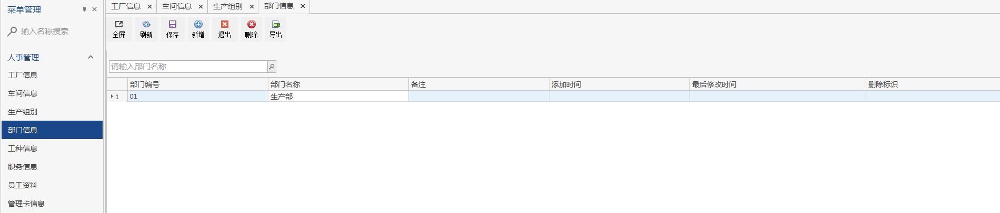 菜单管理
输入名称搜索
人事管理
工厂信息
车间信息
生产组别
部门信息
工种信息
职务信息
员工资料
管理卡信息
工厂信息 车间信息 生产组别 部门信息
全屏 刷新 保存 新增 退出 删除 导出
请输入部门名称
部门编号 部门名称 备注 添加时间 最后修改时间 删除标识
1 01 生产部